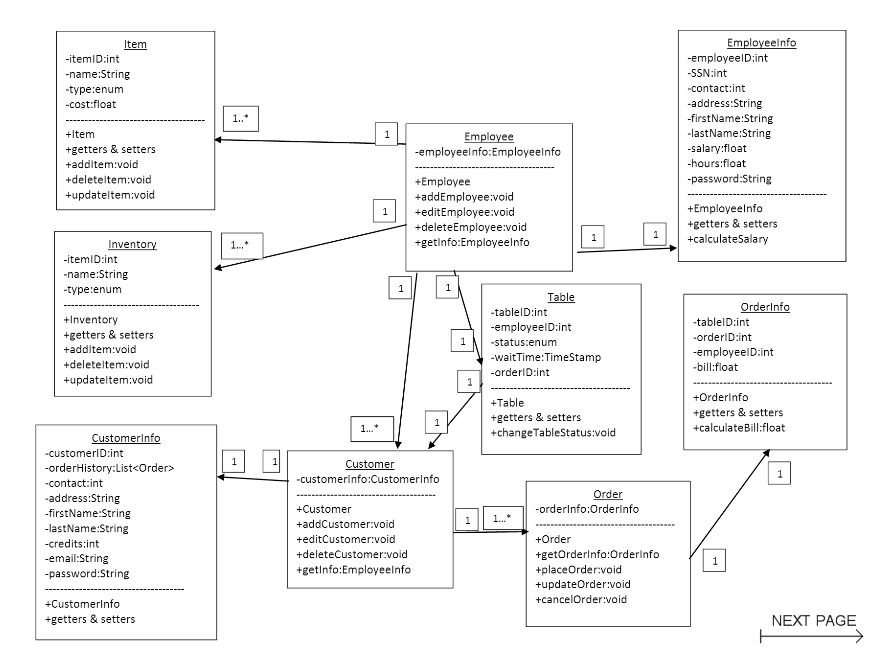 Item
-itemID:int
-name:String
-type:enum
-cost:float
------------------------------------
+Item
+getters & setters
+addItem:void
+deleteItem:void
+updateItem:void
1..*
1
Employee
-employeeInfo:EmployeeInfo
------------------------------------
+Employee
+addEmployee:void
+editEmployee:void
+deleteEmployee:void
+getInfo:EmployeeInfo
EmployeeInfo
-employeeID:int
-SSN:int
-contact:int
-address:String
-firstName:String
-lastName:String
-salary:float
-hours:float
-password:String
------------------------------------
+EmployeeInfo
+getters & setters
+calculateSalary
1
1...*
1
1
Inventory
-itemID:int
-name:String
-type:enum
------------------------------------
+Inventory
+getters & setters
+addItem:void
+deleteItem:void
+updateItem:void
1
1
1
1
1
1...*
Table
-tableID:int
-employeeID:int
-status:enum
-waitTime:TimeStamp
-orderID:int
------------------------------------
+Table
+getters & setters
+changeTableStatus:void
OrderInfo
-tableID:int
-orderID:int
-employeeID:int
-bill:float
------------------------------------
+OrderInfo
+getters & setters
+calculateBill:float
CustomerInfo
-customerID:int
-orderHistory:List<Order>
-contact:int
-address:String
-firstName:String
-lastName:String
-credits:int
-email:String
-password:String
------------------------------------
+CustomerInfo
+getters & setters
1
1
Customer
-customerInfo:CustomerInfo
------------------------------------
+Customer
+addCustomer:void
+editCustomer:void
+deleteCustomer:void
+getInfo:EmployeeInfo
1
1...*
Order
-orderInfo:OrderInfo
------------------------------------
+Order
+getOrderInfo:OrderInfo
+placeOrder:void
+updateOrder:void
+cancelOrder:void
1
1
NEXT PAGE